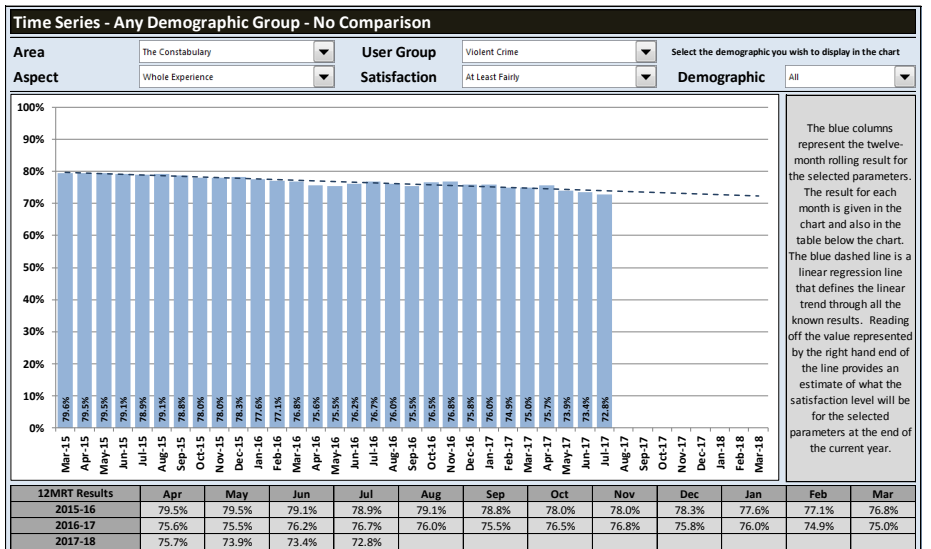 Time Series - Any Demographic Group - No Comparison
Area The Constabulary User Group Violent Crime Select the demographic you wish to display in the chart
Aspect Whole Experience Satisfaction At Least Fairly Demographic All
100%
90%
80%
70%
60%
50%
40%
30%
20%
10%
0%
79.6% 79.5% 79.5% 79.1% 78.9% 79.1% 78.8% 78.0% 78.0% 78.3% 77.6% 77.1% 76.8% 75.6% 75.5% 76.2% 76.7% 76.0% 75.5% 76.5% 76.8% 75.8% 76.0% 74.9% 75.0% 75.7% 73.9% 73.4% 72.8%
Mar-15 Apr-15 May-15 Jun-15 Jul-15 Aug-15 Sep-15 Oct-15 Nov-15 Dec-15 Jan-16 Feb-16 Mar-16 Apr-16 May-16 Jun-16 Jul-16 Aug-16 Sep-16 Oct-16 Nov-16 Dec-16 Jan-17 Feb-17 Mar-17 Apr-17 May-17 Jun-17 Jul-17 Aug-17 Sep-17 Oct-17 Nov-17 Dec-17 Jan-18 Feb-18 Mar-18
The blue columns
represent the twelve-
month rolling result for
the selected parameters.
The result for each
month is given in the
chart and also in the
table below the chart.
The blue dashed line is a
linear regression line
that defines the linear
trend through all the
known results. Reading
off the value represented
by the right hand end of
the line provides an
estimate of what the
satisfaction level will be
for the selected
parameters at the end of
the current year.
12MRT Results Apr May Jun Jul Aug Sep Oct Nov Dec Jan Feb Mar
2015-16 79.5% 79.5% 79.1% 78.9% 79.1% 78.8% 78.0% 78.0% 78.3% 77.6% 77.1% 76.8%
2016-17 75.6% 75.5% 76.2% 76.7% 76.0% 75.5% 76.5% 76.8% 75.8% 76.0% 74.9% 75.0%
2017-18 75.7% 73.9% 73.4% 72.8%